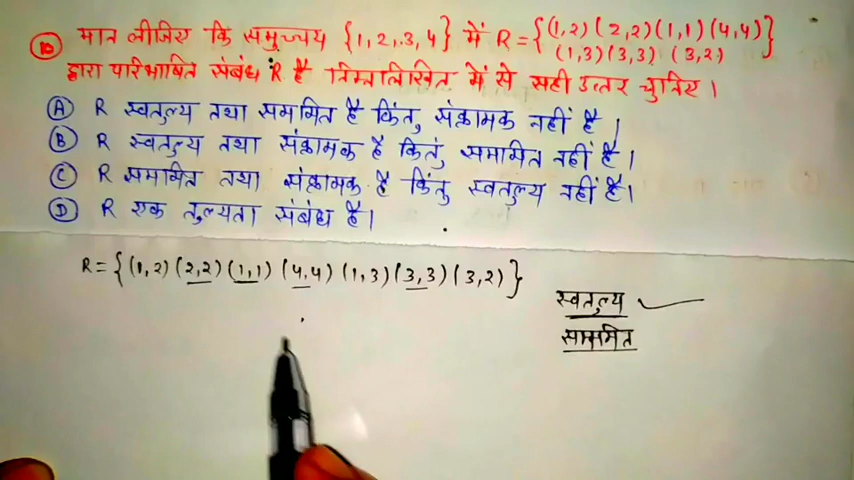 10 मान लीजिए कि समुच्चय {1, 2, 3, 4} में R = {(1,2) (2,2) (1,1) (4,4)
(1,3) (3,3) (3,2)}
द्वारा परिभाषित संबंध R है निम्नलिखित में से सही उत्तर चुनिए।
A R स्वतुल्य तथा सममित है किंतु संक्रामक नहीं है।
B R स्वतुल्य तथा संक्रामक है किंतु सममित नहीं है।
C R सममित तथा संक्रामक है किंतु स्वतुल्य नहीं है।
D R एक तुल्यता संबंध है।
R = {(1,2) (2,2) (1,1) (4,4) (1,3) (3,3) (3,2)}
स्वतुल्य ✓
सममित